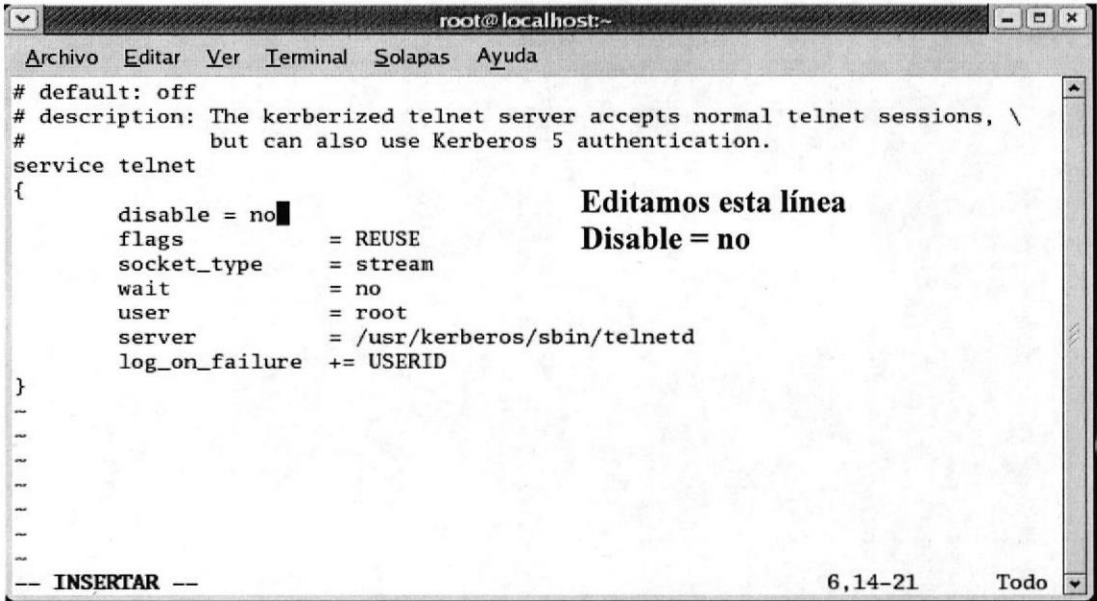 root@localhost:~
Archivo Editar Ver Terminal Solapas Ayuda
# default: off
# description: The kerberized telnet server accepts normal telnet sessions, \
#               but can also use Kerberos 5 authentication.
service telnet
{
        disable = no
        flags           = REUSE
        socket_type     = stream
        wait            = no
        user            = root
        server          = /usr/kerberos/sbin/telnetd
        log_on_failure  += USERID
}
Editamos esta línea
Disable = no
~
~
~
~
~
~
~
-- INSERTAR --                                                6,14-21       Todo